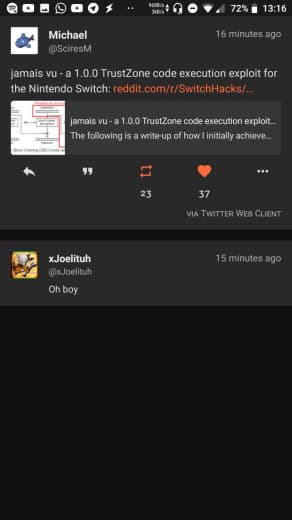 72% 13:16
Michael 16 minutes ago
@SciresM
jamais vu - a 1.0.0 TrustZone code execution exploit for
the Nintendo Switch: reddit.com/r/SwitchHacks/...
jamais vu - a 1.0.0 TrustZone code execution exploit...
The following is a write-up of how I initially achieve...
23 37
VIA TWITTER WEB CLIENT
xJoelituh 15 minutes ago
@xJoelituh
Oh boy